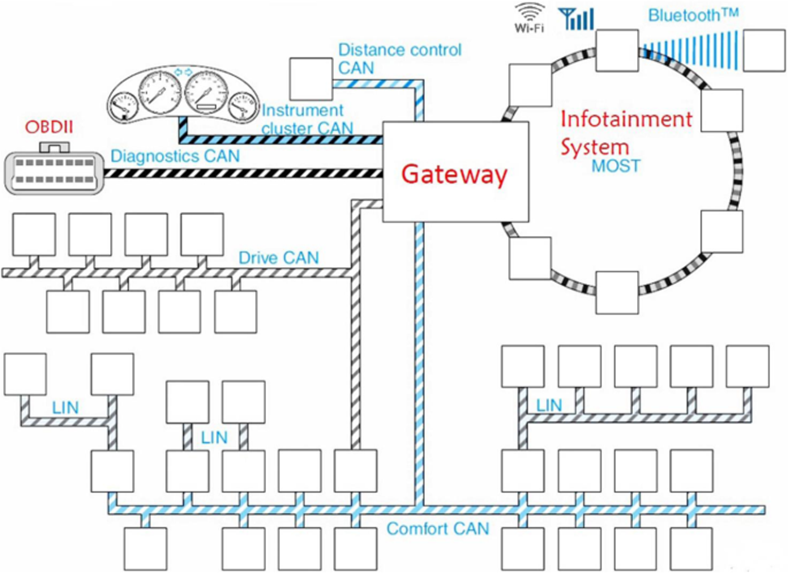 Wi-Fi
Bluetooth™
Distance control
CAN
Instrument
cluster CAN
OBDII
Diagnostics CAN
Gateway
Infotainment
System
MOST
Drive CAN
LIN
LIN
LIN
Comfort CAN